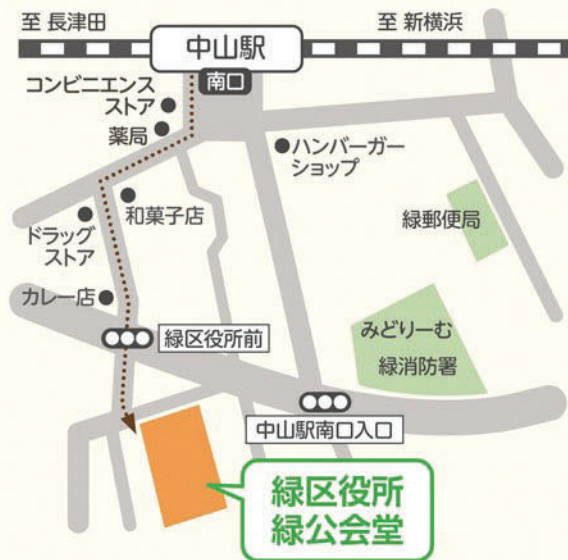 至 長津田
至 新横浜
中山駅
南口
コンビニエンス
ストア
薬局
ハンバーガー
ショップ
和菓子店
ドラッグ
ストア
緑郵便局
カレー店
緑区役所前
みどりーむ
緑消防署
中山駅南口入口
緑区役所
緑公会堂